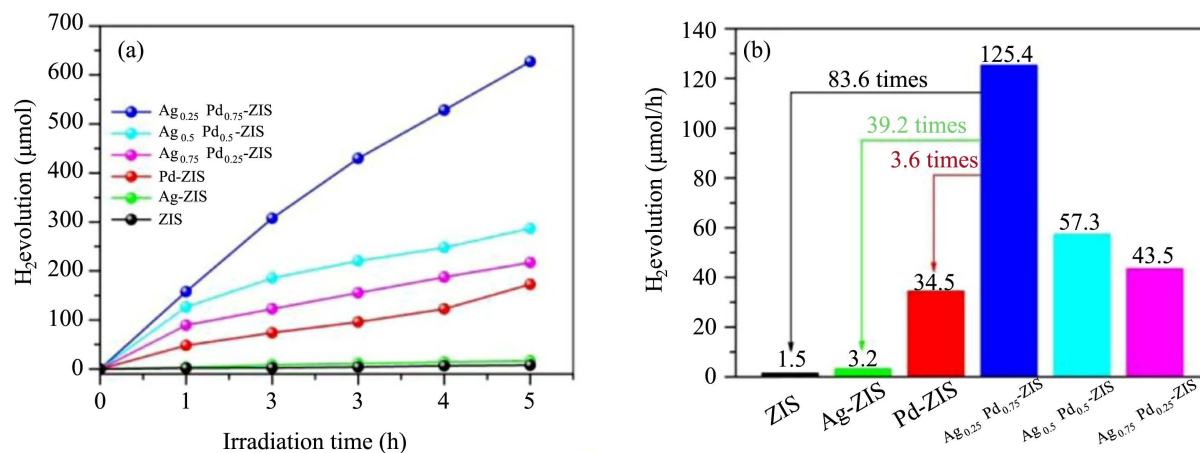 (a)
H₂evolution (μmol)
700
600
500
400
300
200
100
0
Ag₀.₂₅ Pd₀.₇₅-ZIS
Ag₀.₅ Pd₀.₅-ZIS
Ag₀.₇₅ Pd₀.₂₅-ZIS
Pd-ZIS
Ag-ZIS
ZIS
0 1 3 3 4 5
Irradiation time (h)
(b)
H₂evolution (μmol/h)
140
120
100
80
60
40
20
0
125.4
83.6 times
39.2 times
3.6 times
57.3
43.5
34.5
1.5
3.2
ZIS
Ag-ZIS
Pd-ZIS
Ag₀.₂₅ Pd₀.₇₅-ZIS
Ag₀.₅ Pd₀.₅-ZIS
Ag₀.₇₅ Pd₀.₂₅-ZIS